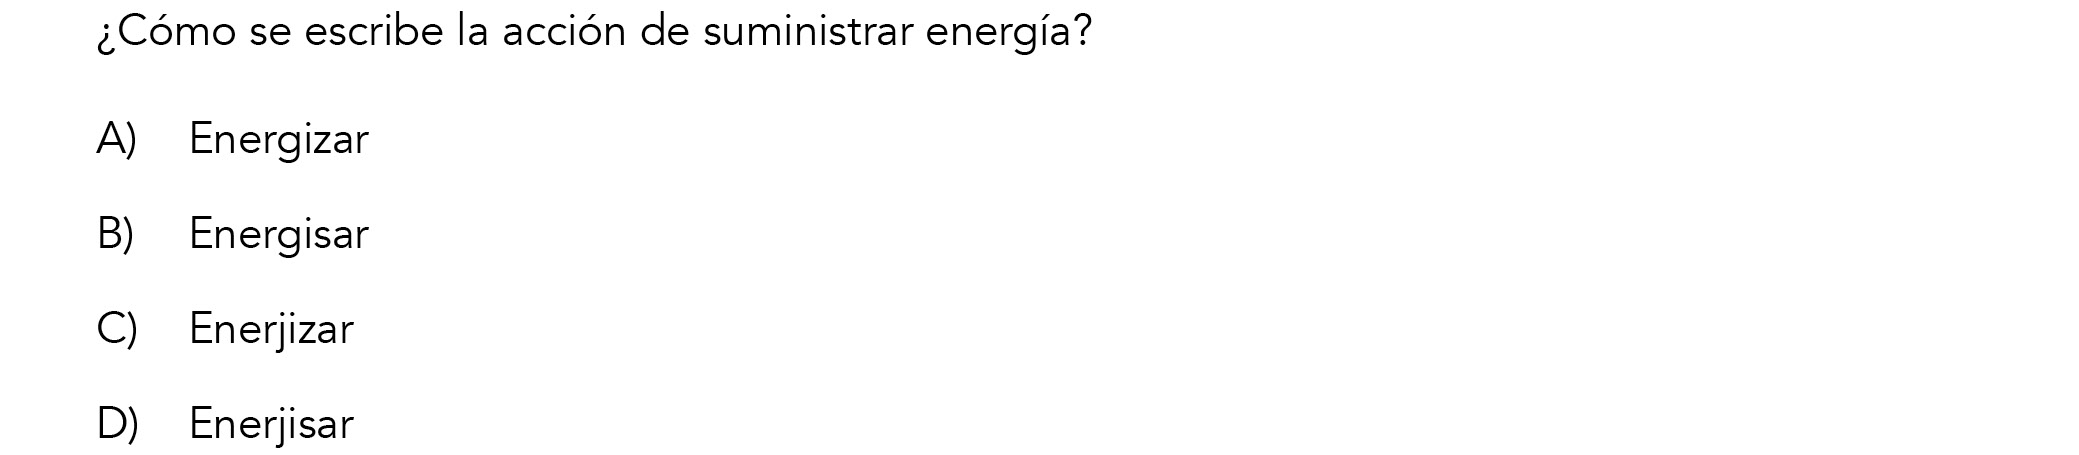 ¿Cómo se escribe la acción de suministrar energía?
A) Energizar
B) Energisar
C) Enerjizar
D) Enerjisar